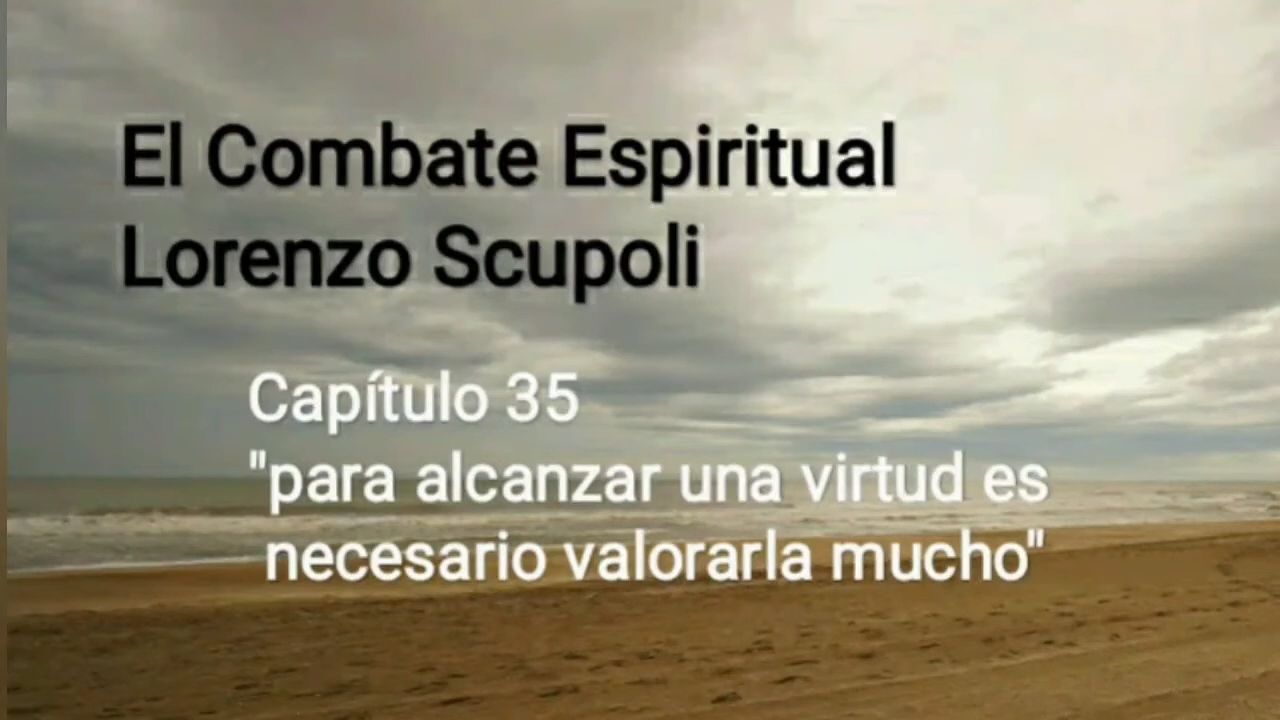 El Combate Espiritual
Lorenzo Scupoli
Capítulo 35
"para alcanzar una virtud es
necesario valorarla mucho"